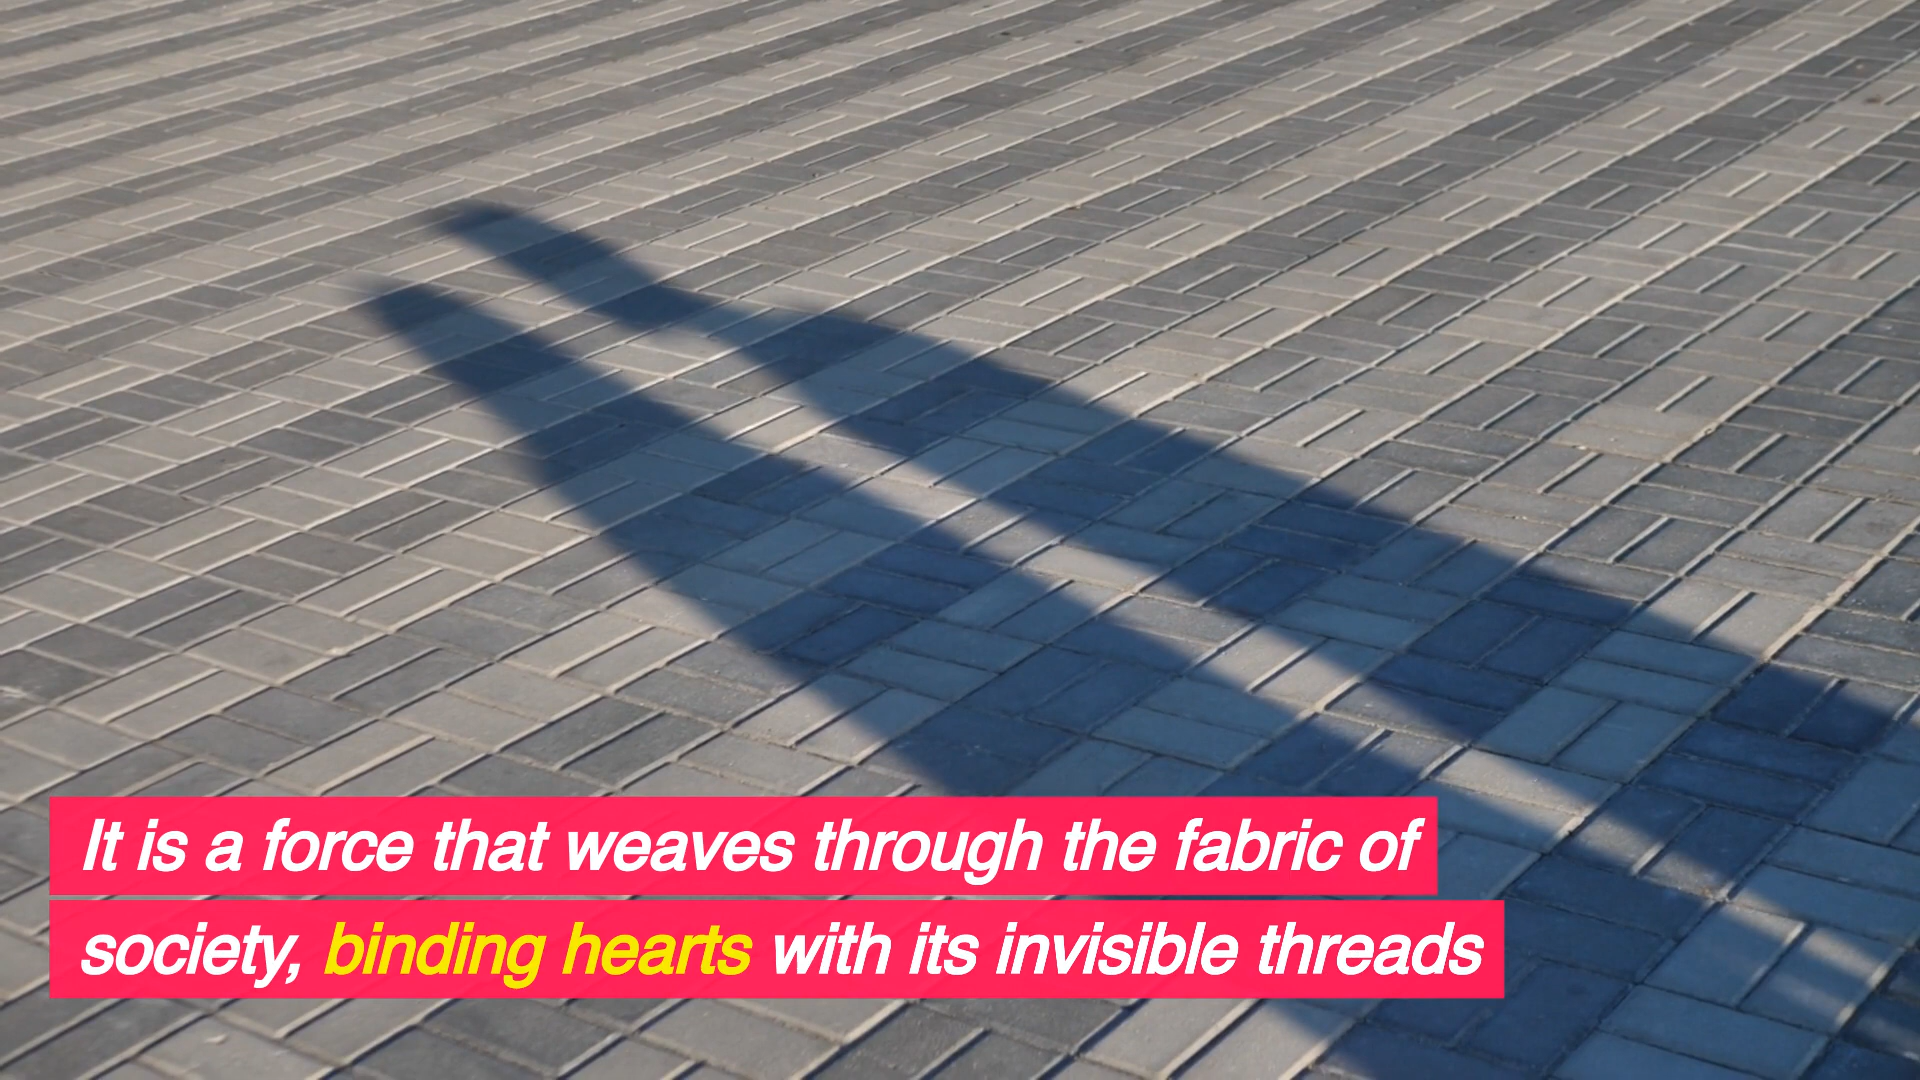 It is a force that weaves through the fabric of
society, binding hearts with its invisible threads